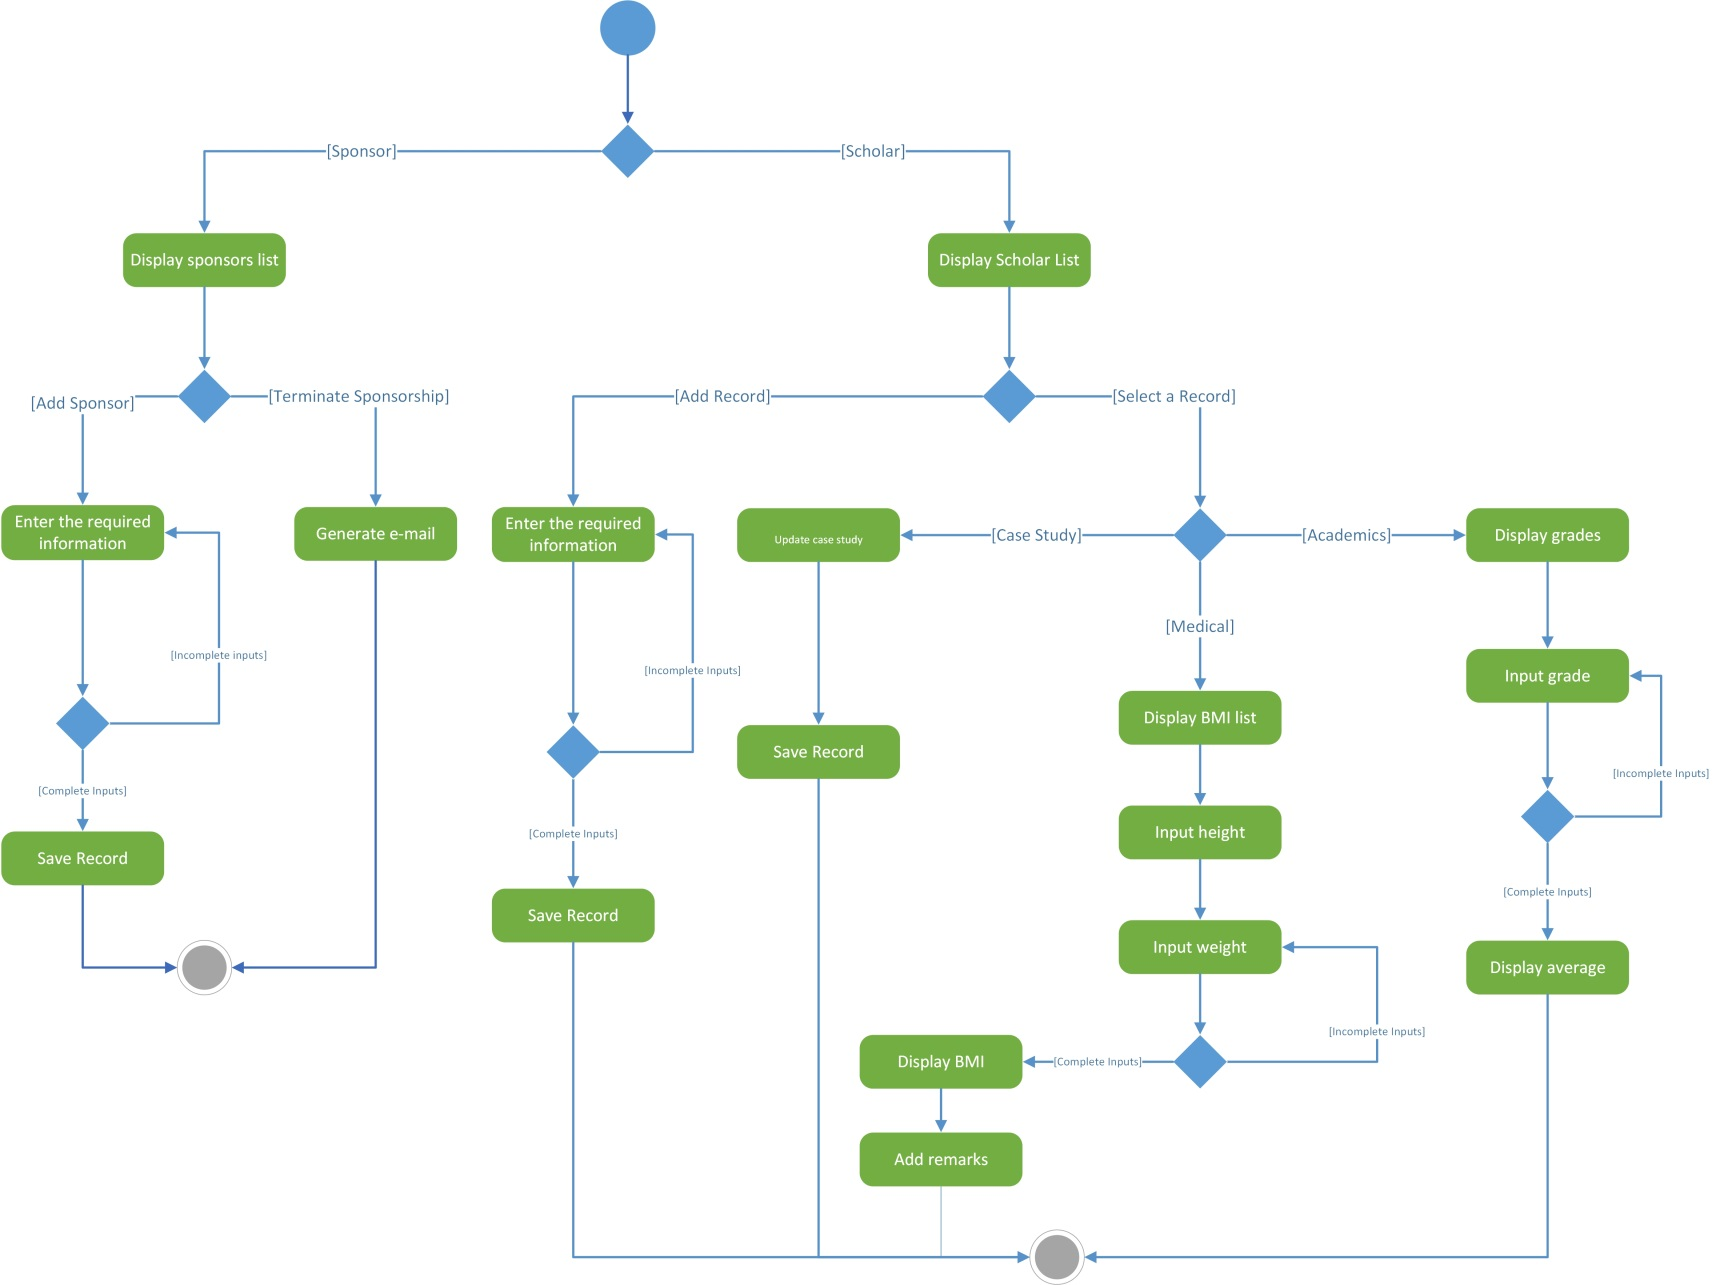 [Sponsor]
[Scholar]
Display sponsors list
Display Scholar List
[Add Sponsor]
[Terminate Sponsorship]
[Add Record]
[Select a Record]
Enter the required
information
Generate e-mail
Enter the required
information
Update case study
[Case Study]
[Academics]
Display grades
[Medical]
[Incomplete inputs]
[Incomplete Inputs]
Input grade
Display BMI list
Save Record
[Incomplete Inputs]
[Complete Inputs]
[Complete Inputs]
Input height
Save Record
[Complete Inputs]
Save Record
Input weight
Display average
[Incomplete Inputs]
Display BMI
[Complete Inputs]
Add remarks